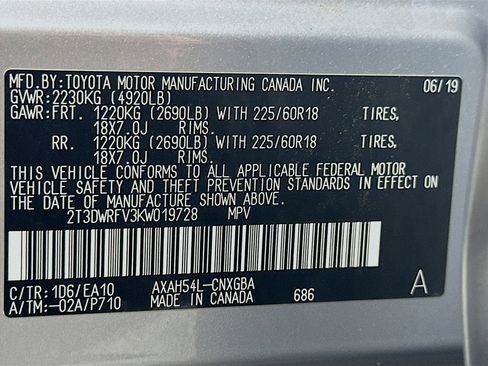 MFD. BY: TOYOTA MOTOR MANUFACTURING CANADA INC. 06/19
GVWR: 2230KG (4920LB)
GAWR: FRT. 1220KG (2690LB) WITH 225/60R18 TIRES,
18X7.0J RIMS.
RR. 1220KG (2690LB) WITH 225/60R18 TIRES,
18X7.0J RIMS.
THIS VEHICLE CONFORMS TO ALL APPLICABLE FEDERAL MOTOR
VEHICLE SAFETY AND THEFT PREVENTION STANDARDS IN EFFECT ON
THE DATE OF MANUFACTURE SHOWN ABOVE.
2T3DWRFV3KW019728 MPV
C/TR: 1D6/EA10 AXAH54L-CNXGBA A
A/TM: -02A/P710 MADE IN CANADA 686